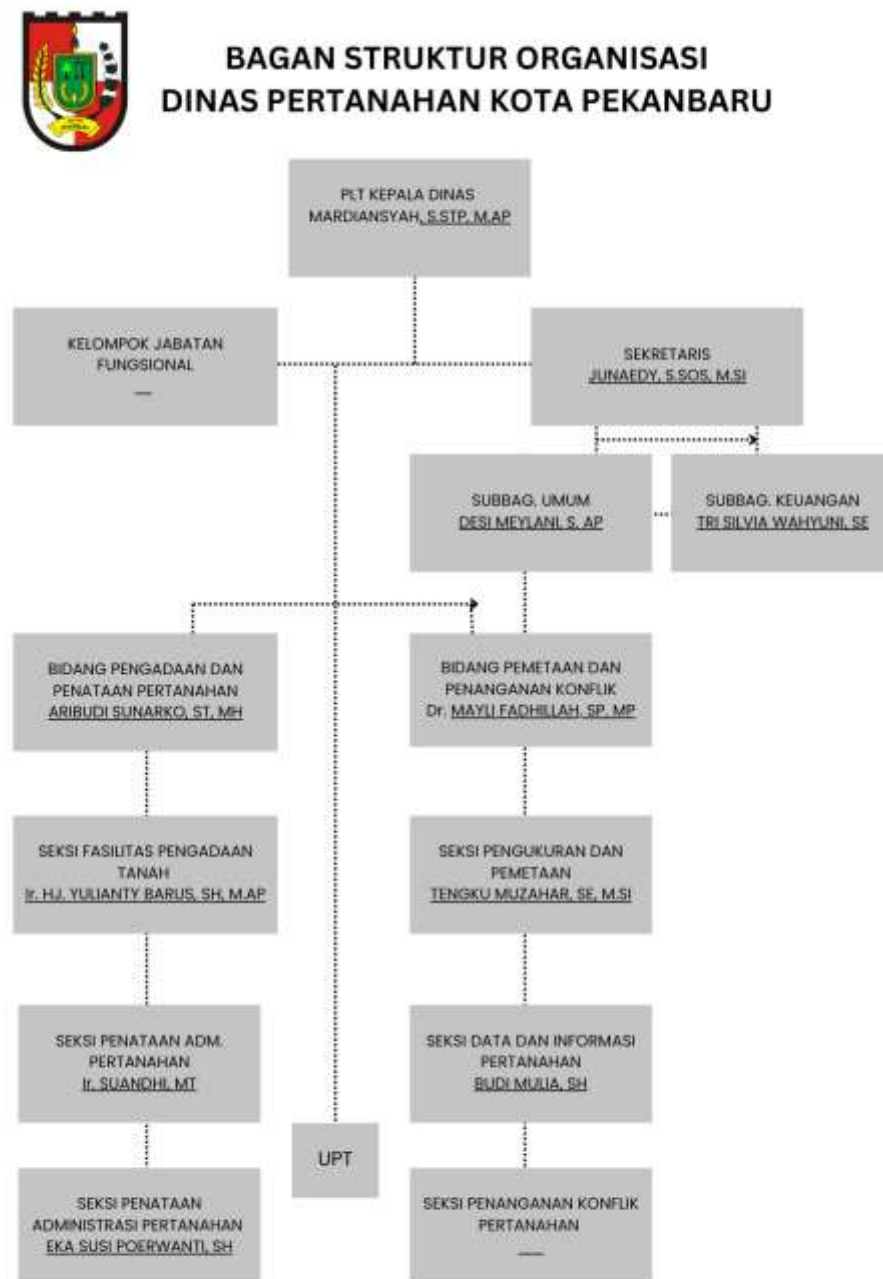 BAGAN STRUKTUR ORGANISASI
DINAS PERTANAHAN KOTA PEKANBARU
PLT KEPALA DINAS
MARDIANSYAH, S.STP, M.AP
KELOMPOK JABATAN
FUNGSIONAL
—
SEKRETARIS
JUNAEDY, S.SOS, M.SI
SUBBAG. UMUM
DESI MEYLANI, S, AP
SUBBAG. KEUANGAN
TRI SILVIA WAHYUNI, SE
BIDANG PENGADAAN DAN
PENATAAN PERTANAHAN
ARIBUDI SUNARKO, ST, MH
BIDANG PEMETAAN DAN
PENANGANAN KONFLIK
Dr. MAYLI FADHILLAH, SP, MP
SEKSI FASILITAS PENGADAAN
TANAH
Ir. HJ. YULIANTY BARUS, SH, M.AP
SEKSI PENGUKURAN DAN
PEMETAAN
TENGKU MUZAHAR, SE, M.SI
SEKSI PENATAAN ADM.
PERTANAHAN
Ir. SUANDHI, MT
SEKSI DATA DAN INFORMASI
PERTANAHAN
BUDI MULIA, SH
UPT
SEKSI PENATAAN
ADMINISTRASI PERTANAHAN
EKA SUSI POERWANTI, SH
SEKSI PENANGANAN KONFLIK
PERTANAHAN
—